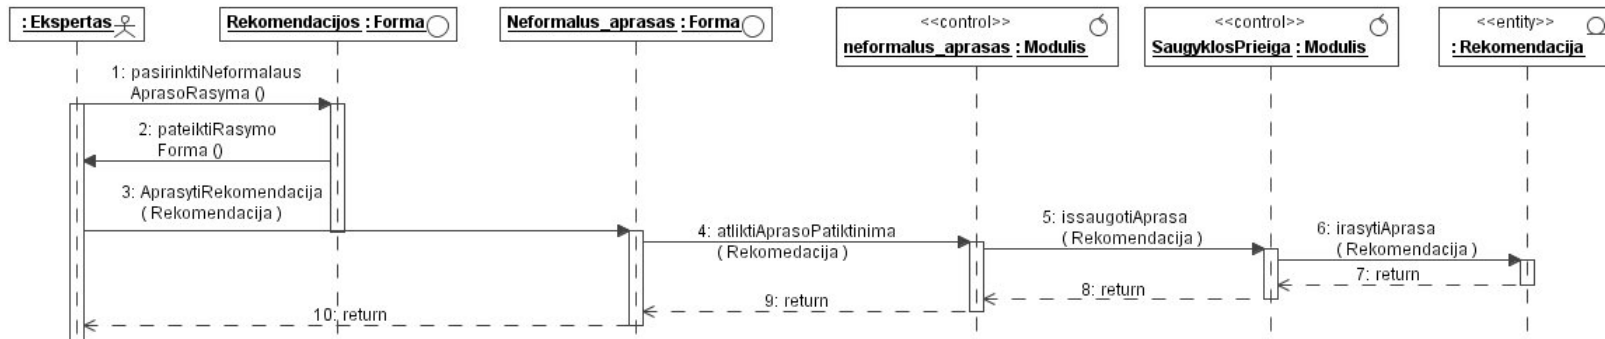 : Ekspertas
Rekomendacijos : Forma
Neformalus_aprasas : Forma
<<control>>
neformalus_aprasas : Modulis
<<control>>
SaugyklosPrieiga : Modulis
<<entity>>
: Rekomendacija
1: pasirinktiNeformalaus
AprasoRasyma ()
2: pateiktiRasymo
Forma ()
3: AprasytiRekomendacija
( Rekomendacija )
4: atliktiAprasoPatiktinima
( Rekomedacija )
5: issaugotiAprasa
( Rekomendacija )
6: irasytiAprasa
( Rekomendacija )
7: return
8: return
9: return
10: return